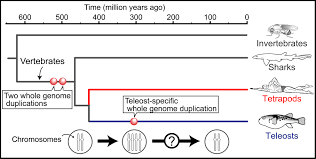 Time (million years ago)
600 500 400 300 200 100 0
Invertebrates
Vertebrates
Sharks
Two whole genome
duplications
Tetrapods
Teleost-specific
whole genome duplication
Teleosts
Chromosomes
?